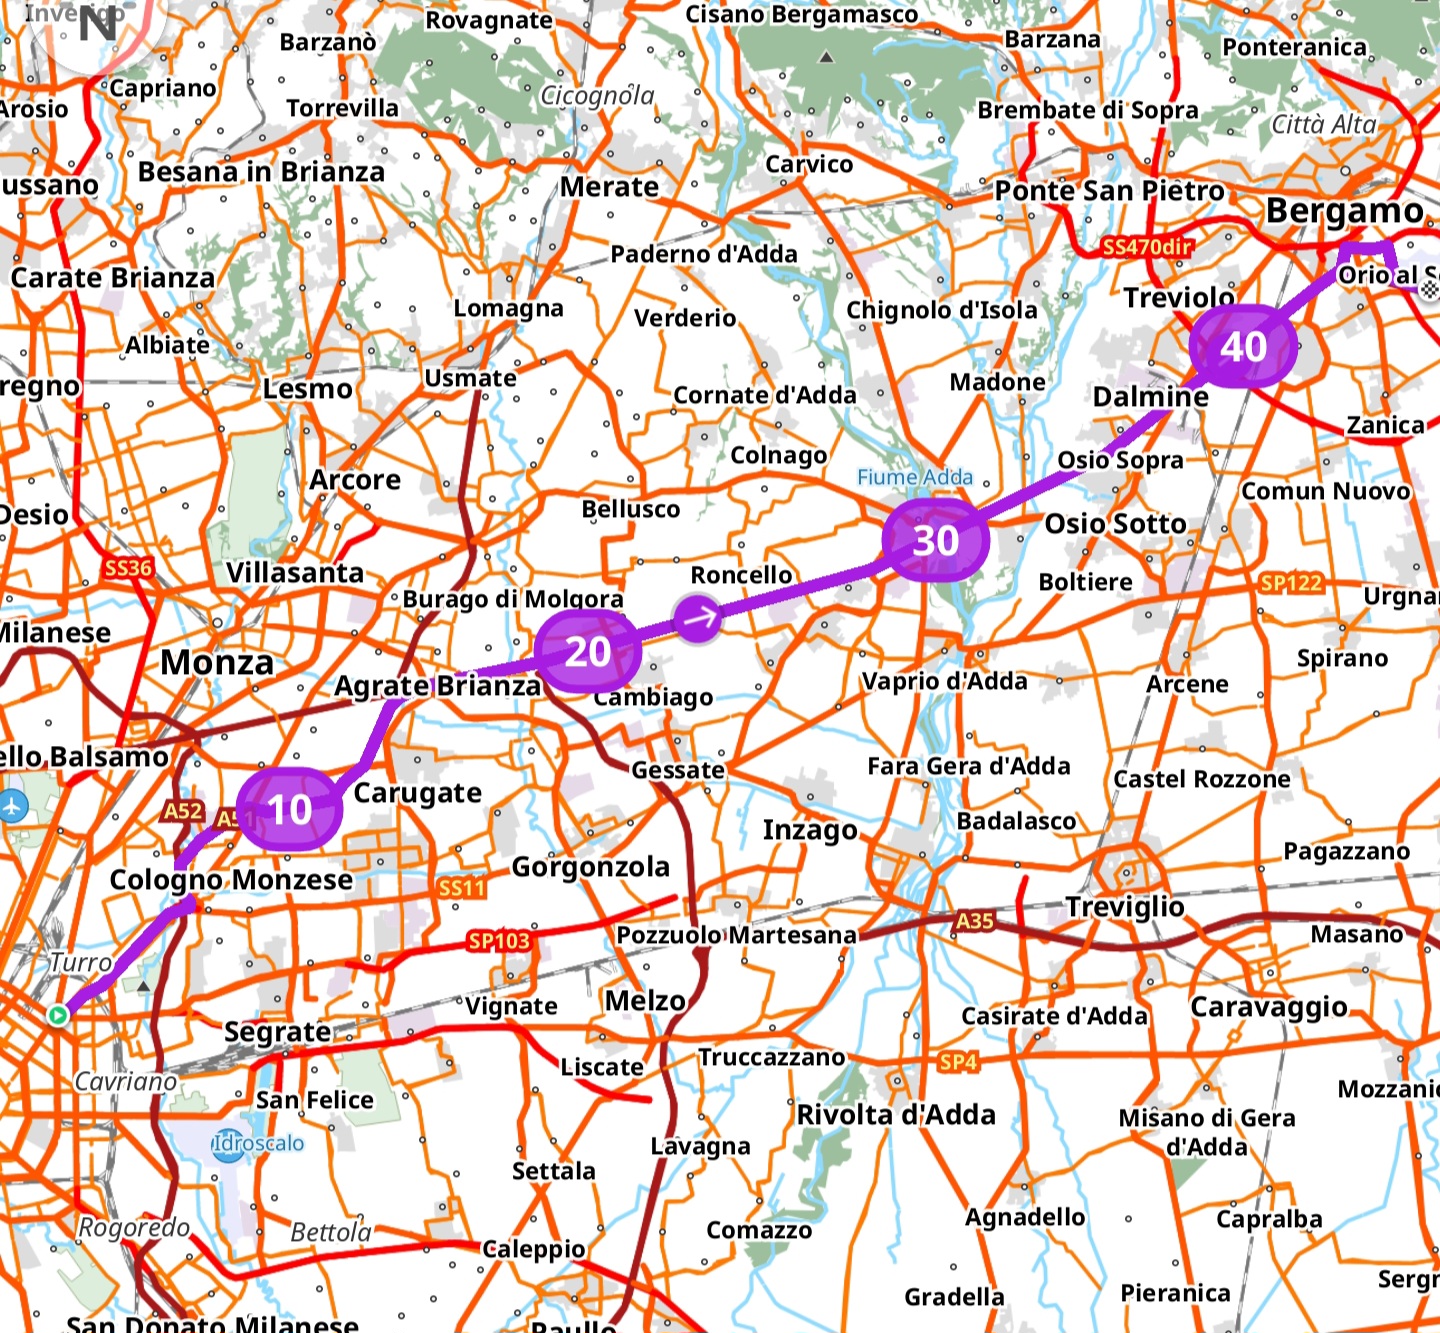 N
Rovagnate
Cisano Bergamasco
Barzanò
Barzana
Ponteranica
Capriano
Arosio
Torrevilla
Cicognola
Brembate di Sopra
Città Alta
Besana in Brianza
ussano
Merate
Carvico
Ponte San Pietro
Bergamo
Carate Brianza
Paderno d'Adda
SS470dir
Orio al S
Treviolo
Lomagna
Verderio
Chignolo d'Isola
Albiate
40
regno
Lesmo
Usmate
Cornate d'Adda
Madone
Dalmine
Zanica
Colnago
Osio Sopra
Arcore
Fiume Adda
Comun Nuovo
Desio
Bellusco
Osio Sotto
30
SS36
Villasanta
Roncello
Boltiere
SP122
Urgna
Burago di Molgora
Milanese
Monza
20
Spirano
Agrate Brianza
Cambiago
Vaprio d'Adda
Arcene
ello Balsamo
Gessate
Fara Gera d'Adda
Castel Rozzone
A52
A51
10
Carugate
Inzago
Badalasco
Pagazzano
Cologno Monzese
SS11
Gorgonzola
Treviglio
SP103
Pozzuolo Martesana
A35
Masano
Turro
Vignate
Melzo
Casirate d'Adda
Caravaggio
Segrate
Liscate
Truccazzano
SP4
Cavriano
San Felice
Mozzani
Rivolta d'Adda
Misano di Gera
d'Adda
Idroscalo
Lavagna
Settala
Rogoredo
Bettola
Comazzo
Agnadello
Capralba
Caleppio
Gradella
Pieranica
Sergn
San Donato Milanese
Paullo